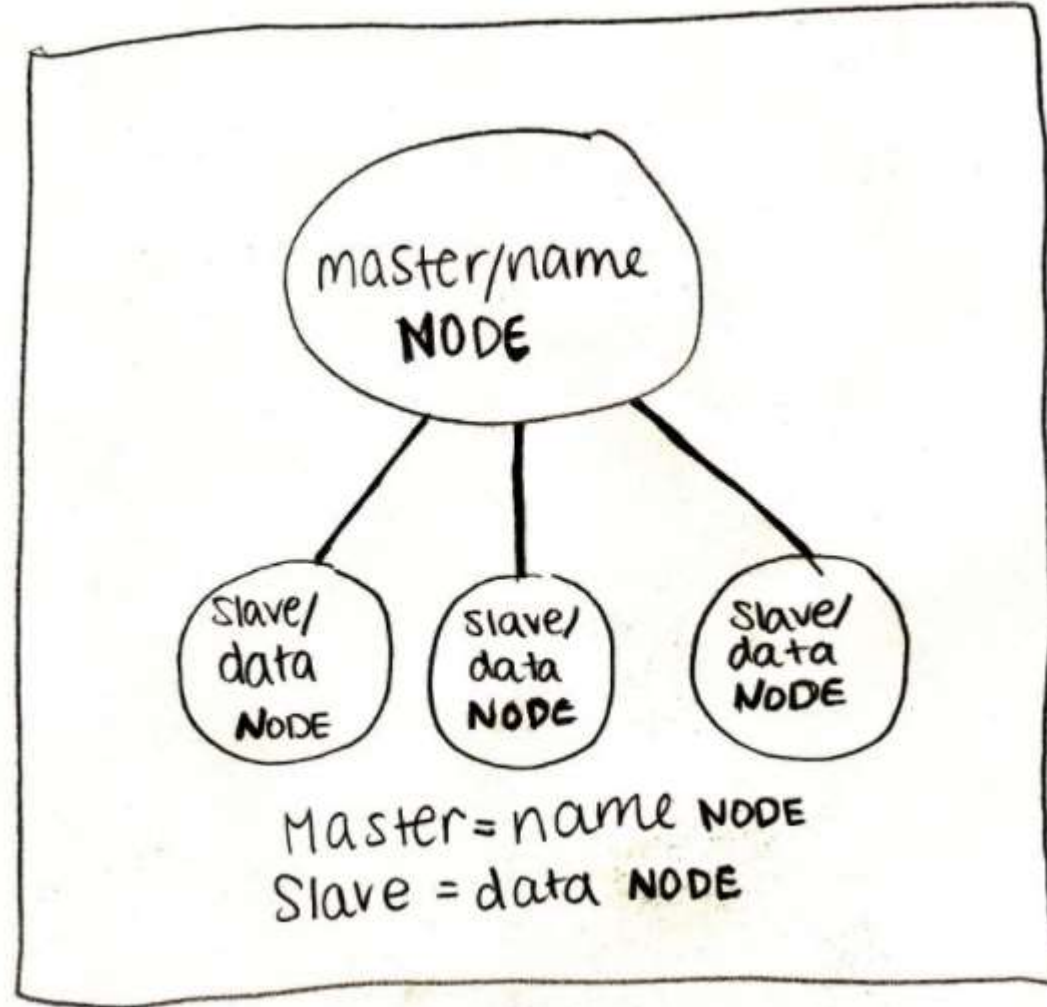 master/name
NODE
slave/
data
NODE
slave/
data
NODE
slave/
data
NODE
Master = name NODE
Slave = data NODE